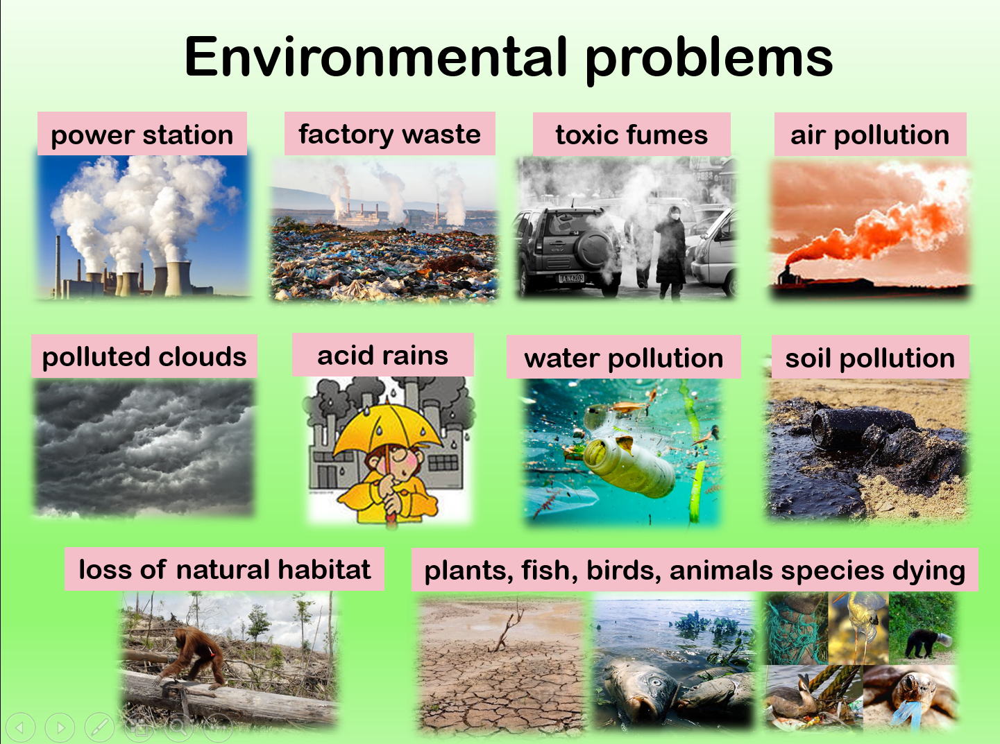 Environmental problems
power station
factory waste
toxic fumes
air pollution
polluted clouds
acid rains
water pollution
soil pollution
loss of natural habitat
plants, fish, birds, animals species dying